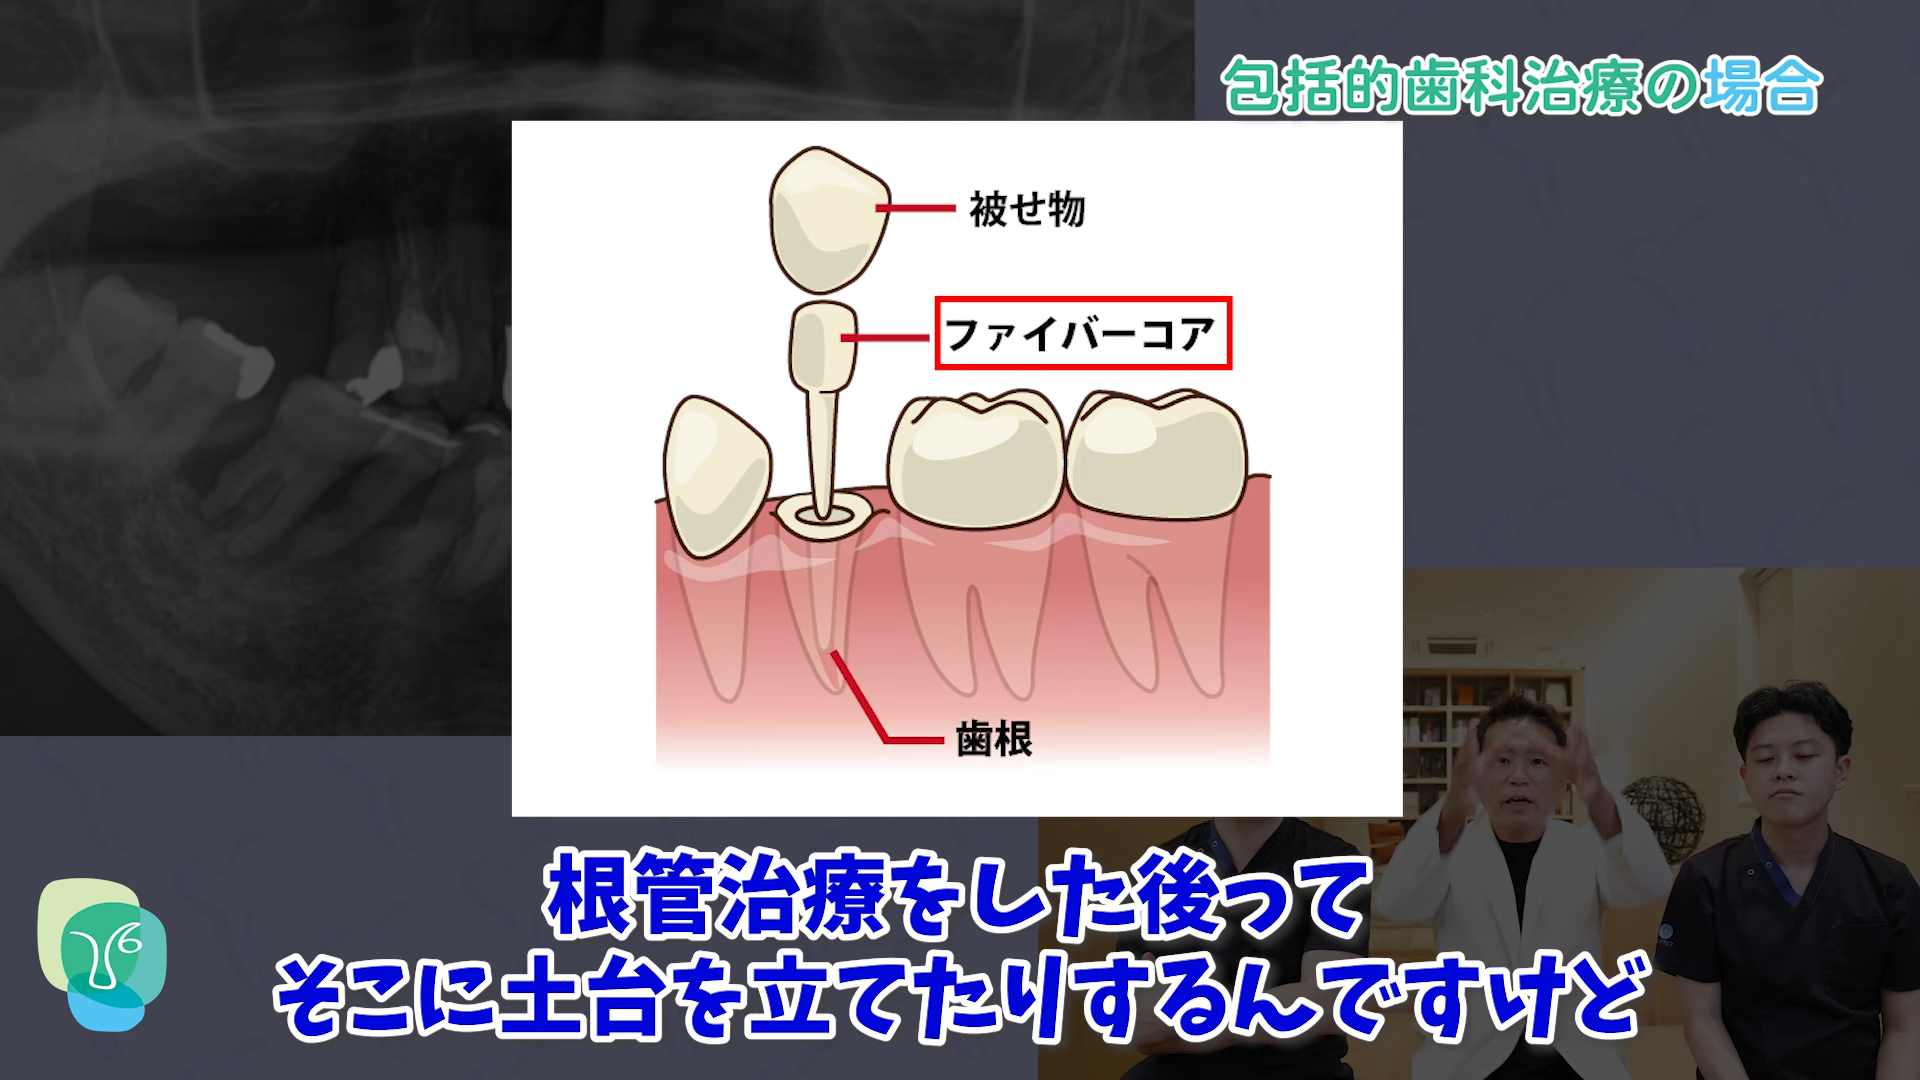 包括的歯科治療の場合
被せ物
ファイバーコア
歯根
根管治療をした後って
そこに土台を立てたりするんですけど